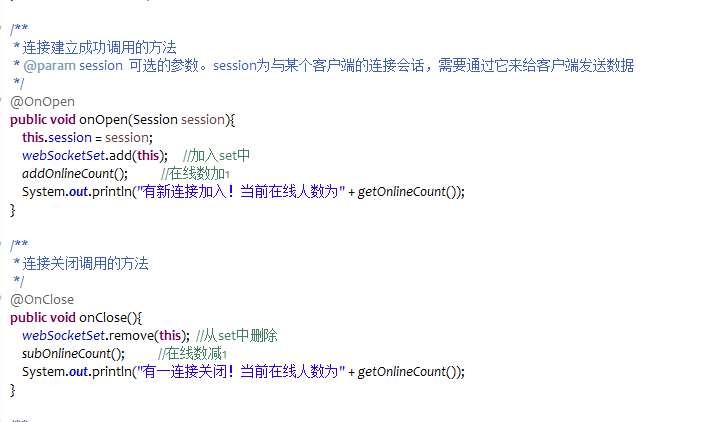 /**
* 连接建立成功调用的方法
* @param session  可选的参数。session为与某个客户端的连接会话，需要通过它来给客户端发送数据
*/
@OnOpen
public void onOpen(Session session){
this.session = session;
webSocketSet.add(this);     //加入set中
addOnlineCount();           //在线数加1
System.out.println("有新连接加入！当前在线人数为" + getOnlineCount());
}
/**
* 连接关闭调用的方法
*/
@OnClose
public void onClose(){
webSocketSet.remove(this);  //从set中删除
subOnlineCount();           //在线数减1
System.out.println("有一连接关闭！当前在线人数为" + getOnlineCount());
}